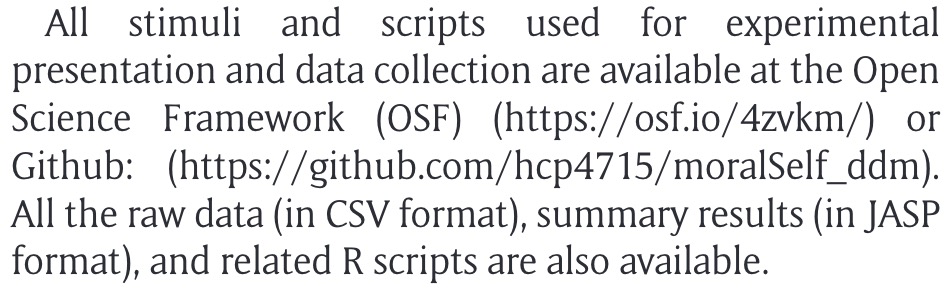 All stimuli and scripts used for experimental
presentation and data collection are available at the Open
Science Framework (OSF) (https://osf.io/4zvkm/) or
Github: (https://github.com/hcp4715/moralSelf_ddm).
All the raw data (in CSV format), summary results (in JASP
format), and related R scripts are also available.